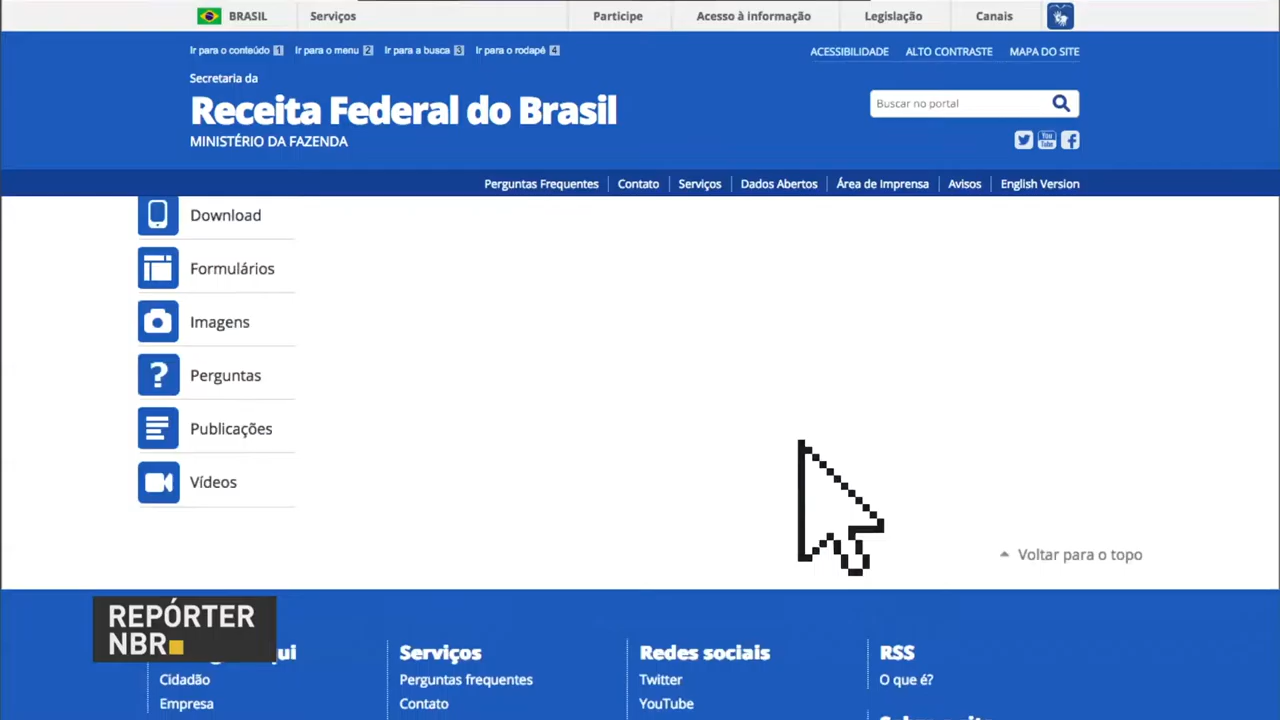 BRASIL Serviços Participe Acesso à informação Legislação Canais
Ir para o conteúdo 1 Ir para o menu 2 Ir para a busca 3 Ir para o rodapé 4
ACESSIBILIDADE ALTO CONTRASTE MAPA DO SITE
Secretaria da
Receita Federal do Brasil
MINISTÉRIO DA FAZENDA
Buscar no portal
You Tube
Perguntas Frequentes Contato Serviços Dados Abertos Área de Imprensa Avisos English Version
Download
Formulários
Imagens
Perguntas
Publicações
Vídeos
Voltar para o topo
REPÓRTER
NBR
Serviços Redes sociais RSS
Cidadão Perguntas frequentes Twitter O que é?
Empresa Contato YouTube